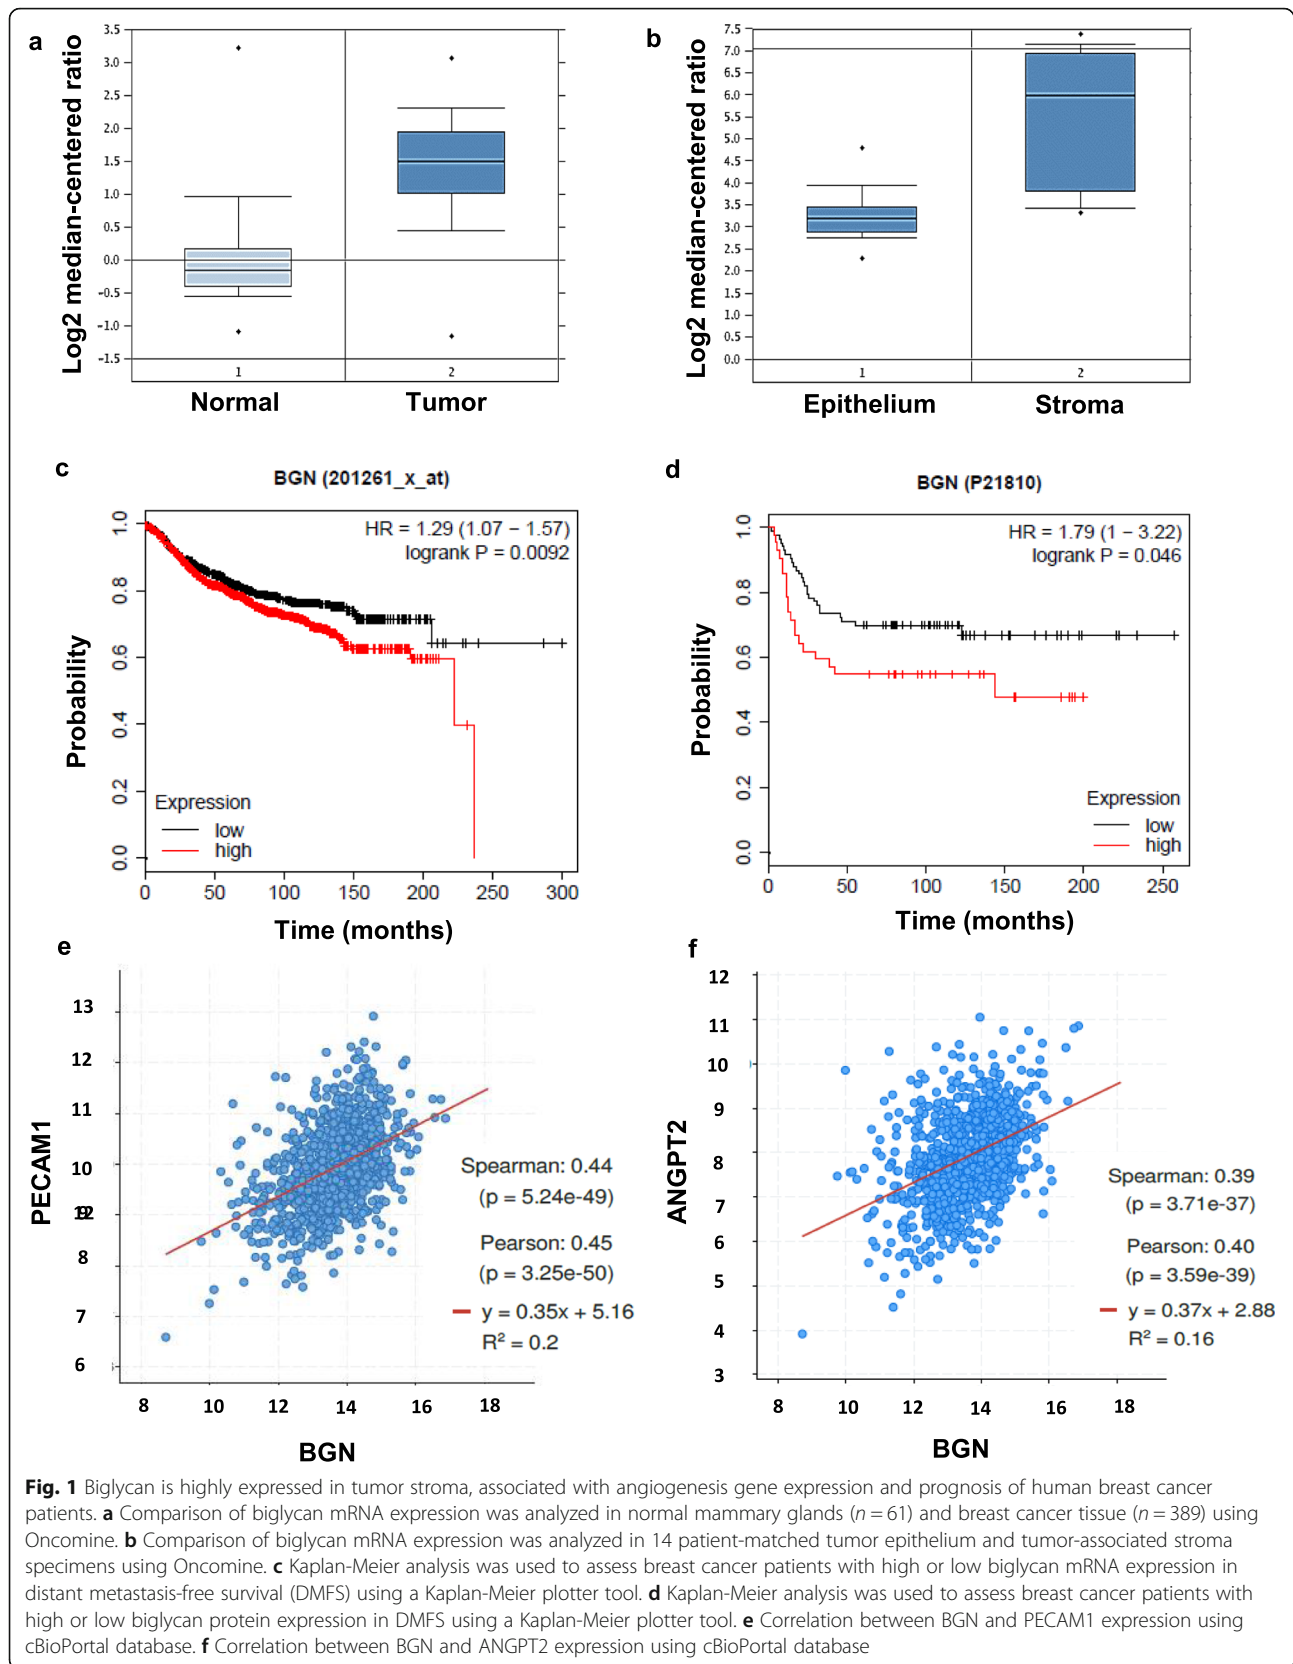 a
Log2 median-centered ratio
3.5
3.0
2.5
2.0
1.5
1.0
0.5
0.0
-0.5
-1.0
-1.5
1
2
Normal
Tumor
b
Log2 median-centered ratio
7.5
7.0
6.5
6.0
5.5
5.0
4.5
4.0
3.5
3.0
2.5
2.0
1.5
1.0
0.5
0.0
1
2
Epithelium
Stroma
c
BGN (201261_x_at)
HR = 1.29 (1.07 − 1.57)
logrank P = 0.0092
Probability
1.0
0.8
0.6
0.4
0.2
0.0
Expression
low
high
0 50 100 150 200 250 300
Time (months)
d
BGN (P21810)
HR = 1.79 (1 − 3.22)
logrank P = 0.046
Probability
1.0
0.8
0.6
0.4
0.2
0.0
Expression
low
high
0 50 100 150 200 250
Time (months)
e
PECAM1
13
12
11
10
9
8
7
6
Spearman: 0.44
(p = 5.24e-49)
Pearson: 0.45
(p = 3.25e-50)
y = 0.35x + 5.16
R² = 0.2
8 10 12 14 16 18
BGN
f
ANGPT2
12
11
10
9
8
7
6
5
4
3
Spearman: 0.39
(p = 3.71e-37)
Pearson: 0.40
(p = 3.59e-39)
y = 0.37x + 2.88
R² = 0.16
8 10 12 14 16 18
BGN
Fig. 1 Biglycan is highly expressed in tumor stroma, associated with angiogenesis gene expression and prognosis of human breast cancer
patients. a Comparison of biglycan mRNA expression was analyzed in normal mammary glands (n = 61) and breast cancer tissue (n = 389) using
Oncomine. b Comparison of biglycan mRNA expression was analyzed in 14 patient-matched tumor epithelium and tumor-associated stroma
specimens using Oncomine. c Kaplan-Meier analysis was used to assess breast cancer patients with high or low biglycan mRNA expression in
distant metastasis-free survival (DMFS) using a Kaplan-Meier plotter tool. d Kaplan-Meier analysis was used to assess breast cancer patients with
high or low biglycan protein expression in DMFS using a Kaplan-Meier plotter tool. e Correlation between BGN and PECAM1 expression using
cBioPortal database. f Correlation between BGN and ANGPT2 expression using cBioPortal database